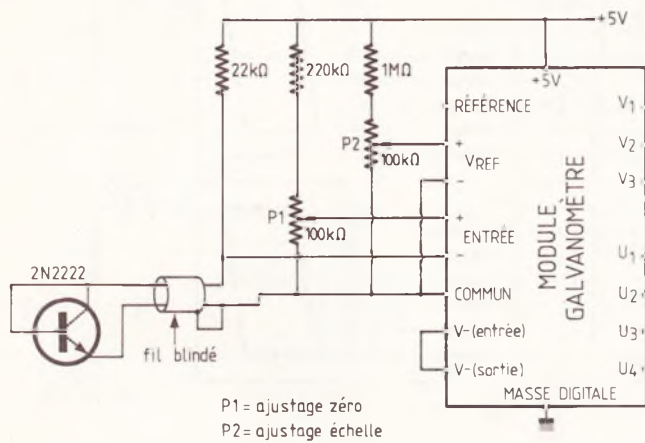 +5V
22kΩ
220kΩ
1MΩ
+5V
RÉFÉRENCE
V1
P2
+
100kΩ
VREF
V2
-
V3
P1
+
100kΩ
ENTRÉE
MODULE
GALVANOMÈTRE
-
U1
2N2222
COMMUN
U2
fil blindé
V-(entrée)
U3
V-(sortie)
U4
MASSE DIGITALE
P1 = ajustage zéro
P2 = ajustage échelle